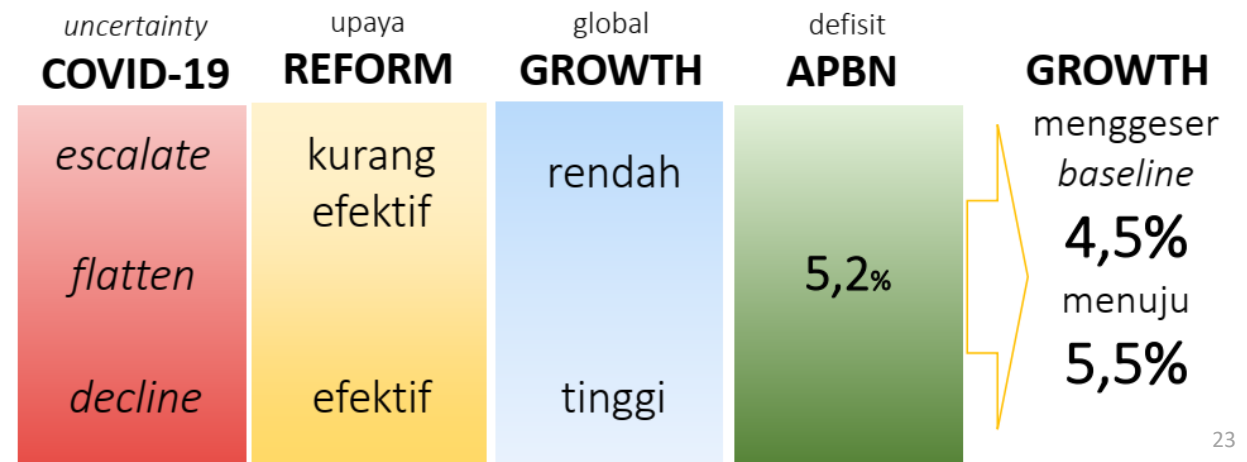 uncertainty
COVID-19
escalate
flatten
decline
upaya
REFORM
kurang
efektif
efektif
global
GROWTH
rendah
tinggi
defisit
APBN
5,2%
GROWTH
menggeser
baseline
4,5%
menuju
5,5%
23